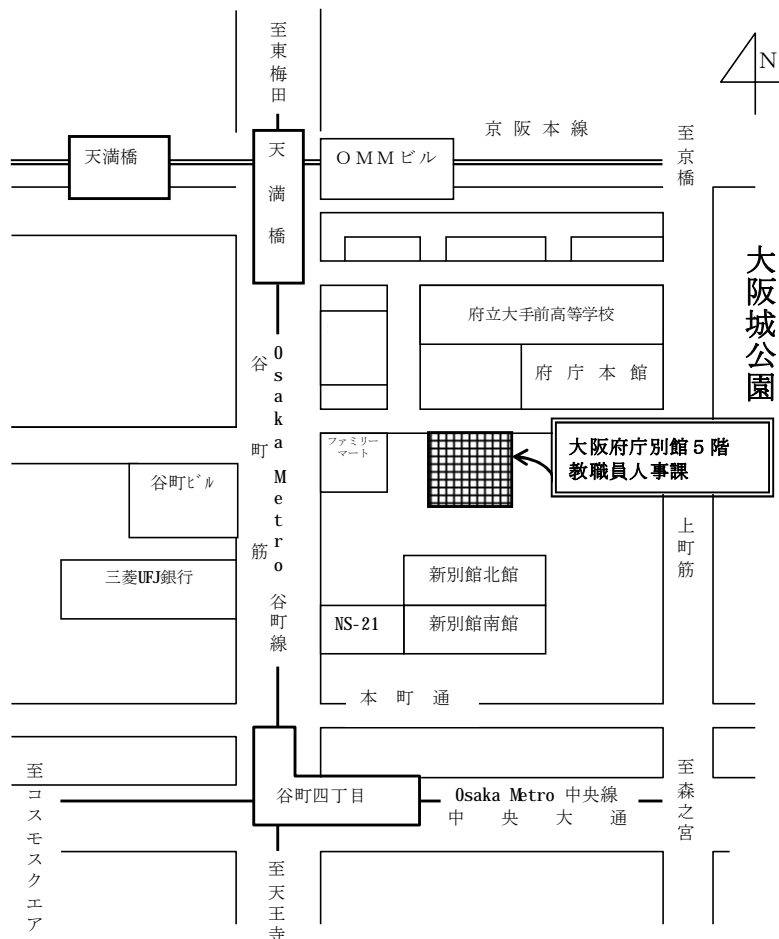 至東梅田
N
京阪本線
至京橋
天満橋
天満橋
OMMビル
大阪城公園
府立大手前高等学校
府庁本館
谷町筋
Osaka Metro 谷町線
ファミリー
マート
大阪府庁別館5階
教職員人事課
谷町ビル
上町筋
三菱UFJ銀行
新別館北館
NS-21
新別館南館
本町通
至コスモスクエア
谷町四丁目
Osaka Metro 中央線
中央大通
至森之宮
至天王寺